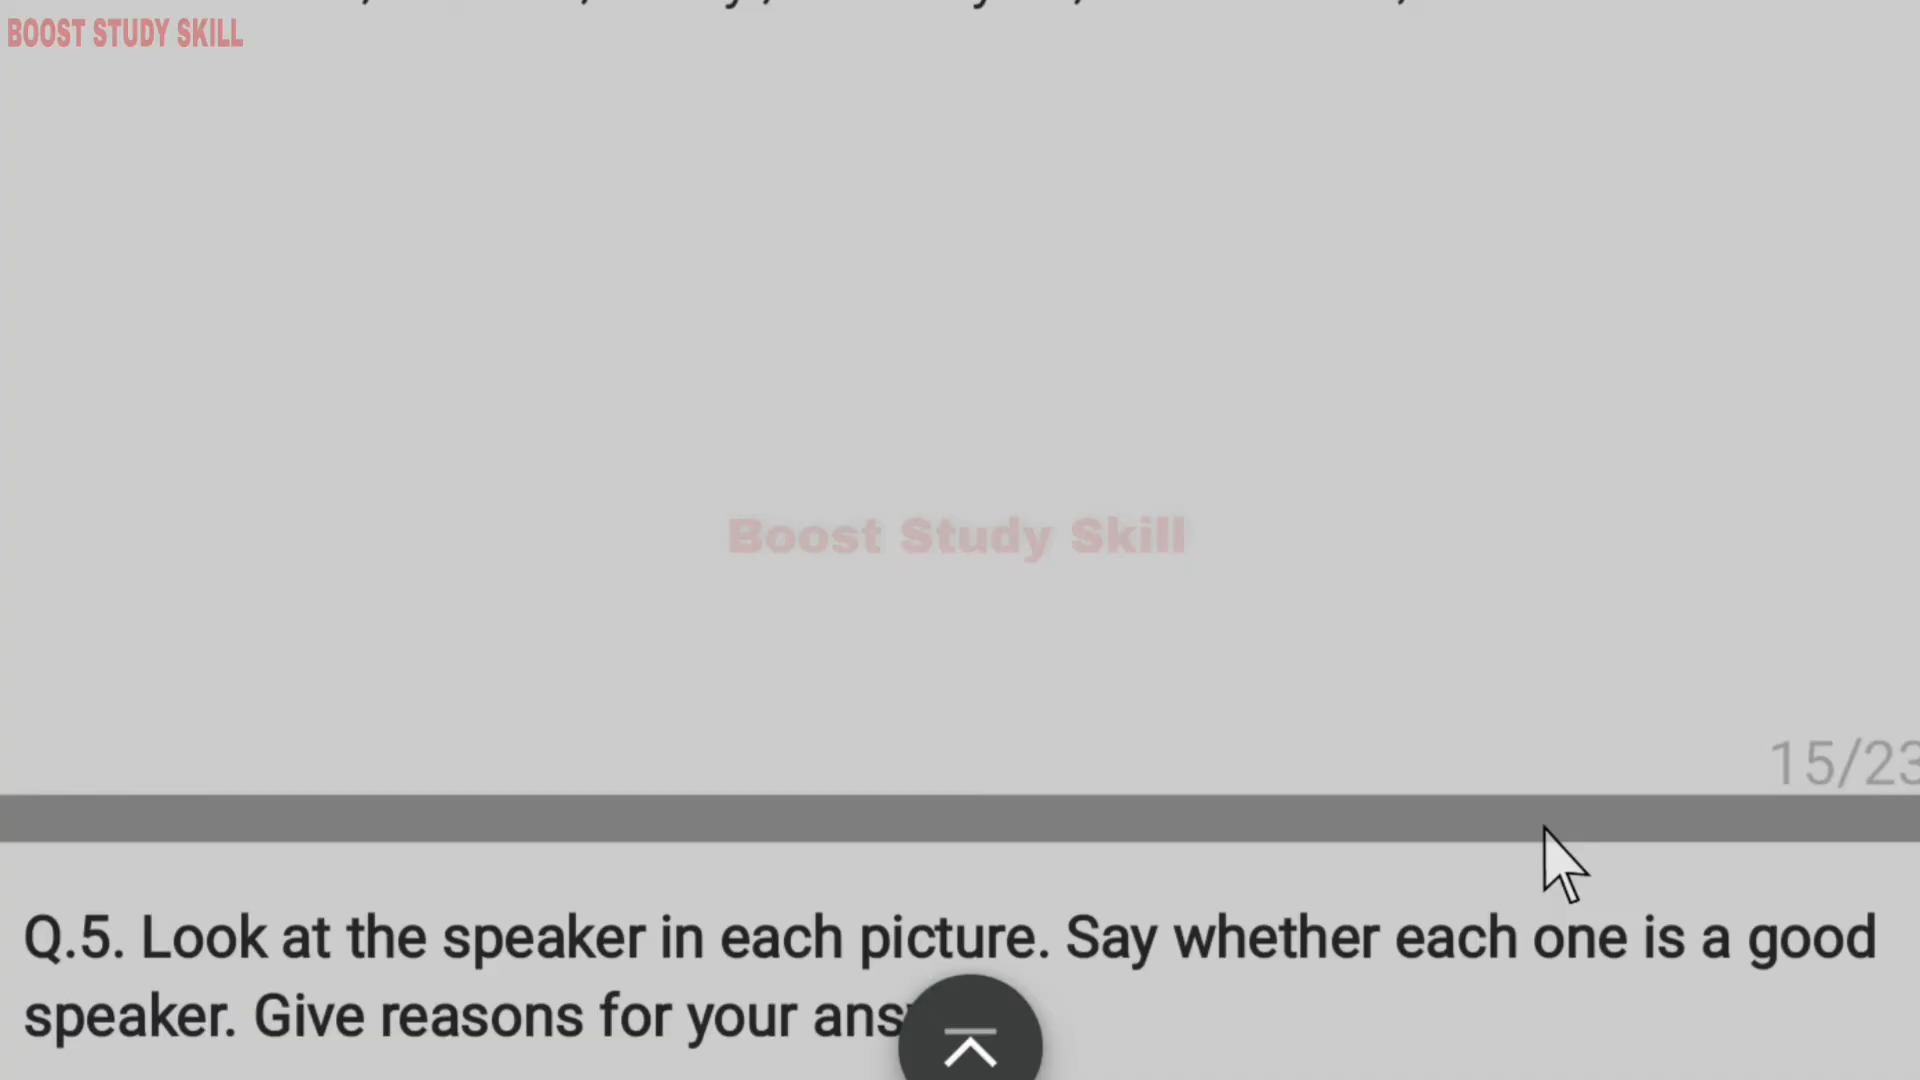 BOOST STUDY SKILL
Boost Study Skill
15/23
Q.5. Look at the speaker in each picture. Say whether each one is a good
speaker. Give reasons for your